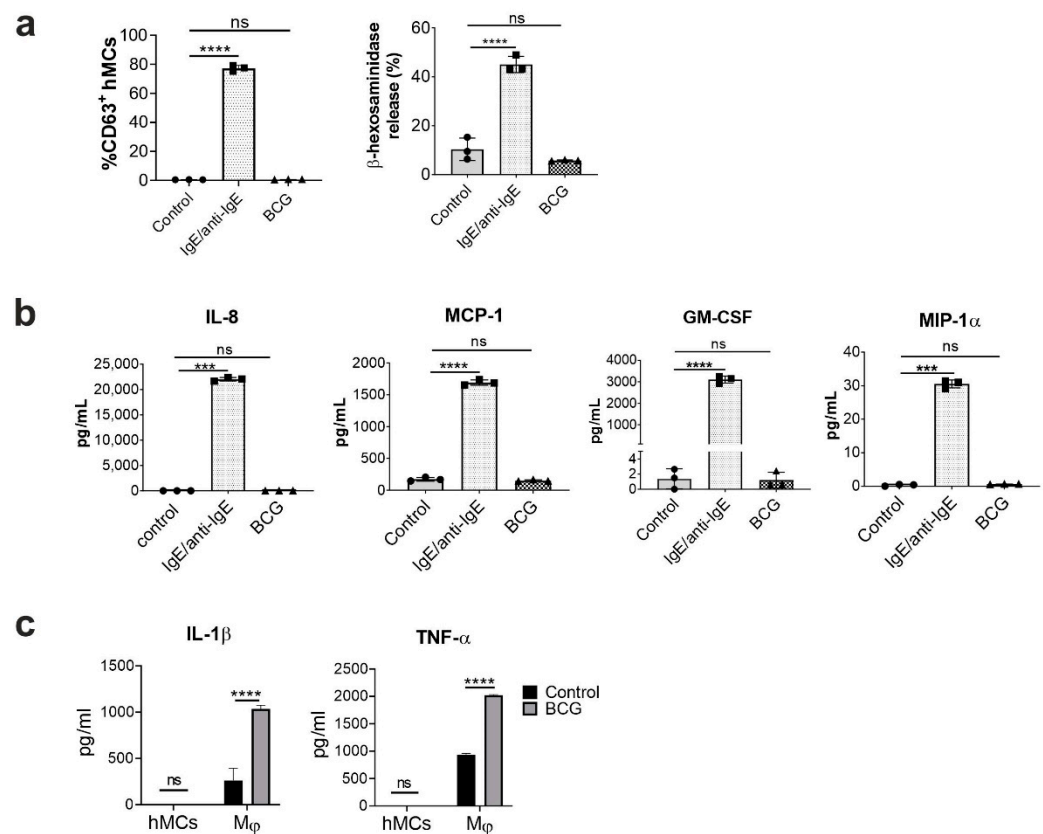 a
ns
****
%CD63+ hMCs
100
80
60
40
20
0
Control
IgE/anti-IgE
BCG
ns
****
β-hexosaminidase
release (%)
60
40
20
0
Control
IgE/anti-IgE
BCG
b
IL-8
ns
***
pg/mL
25,000
20,000
15,000
10,000
5,000
0
control
IgE/anti-IgE
BCG
MCP-1
ns
****
pg/mL
2000
1500
1000
500
0
Control
IgE/anti-IgE
BCG
GM-CSF
ns
****
pg/mL
4000
3000
2000
1000
4
2
0
Control
IgE/anti-IgE
BCG
MIP-1α
ns
***
pg/mL
40
30
20
10
0
Control
IgE/anti-IgE
BCG
c
IL-1β
pg/ml
1500
1000
500
0
ns
****
hMCs
Mφ
TNF-α
pg/ml
2500
2000
1500
1000
500
0
ns
****
hMCs
Mφ
Control
BCG